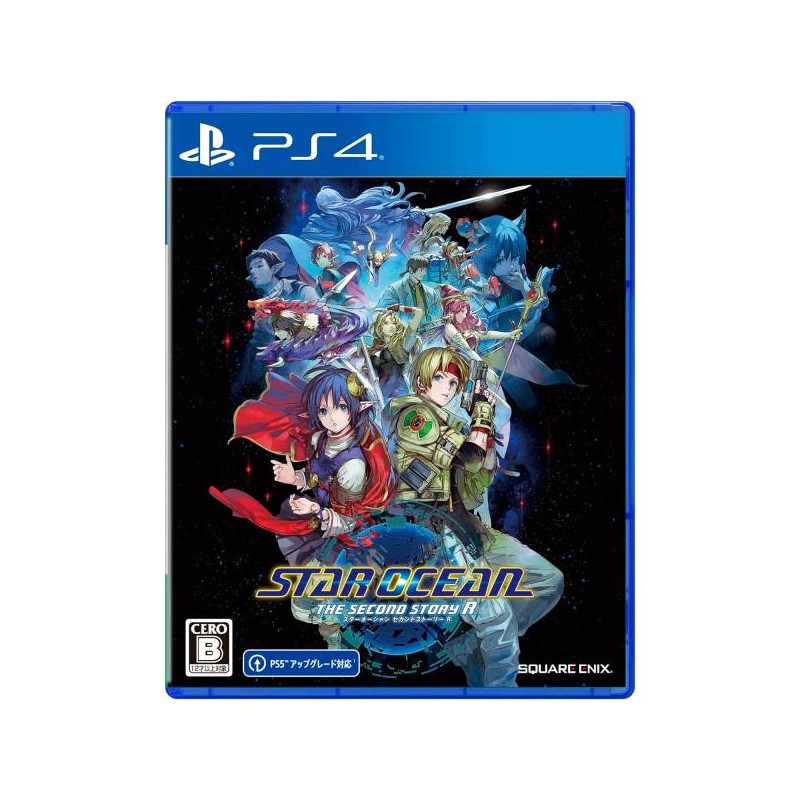 PS4
STAR OCEAN
THE SECOND STORY R
スターオーシャン セカンドストーリー R
CERO
B
12才以上対象
PS5™ アップグレード対応
SQUARE ENIX